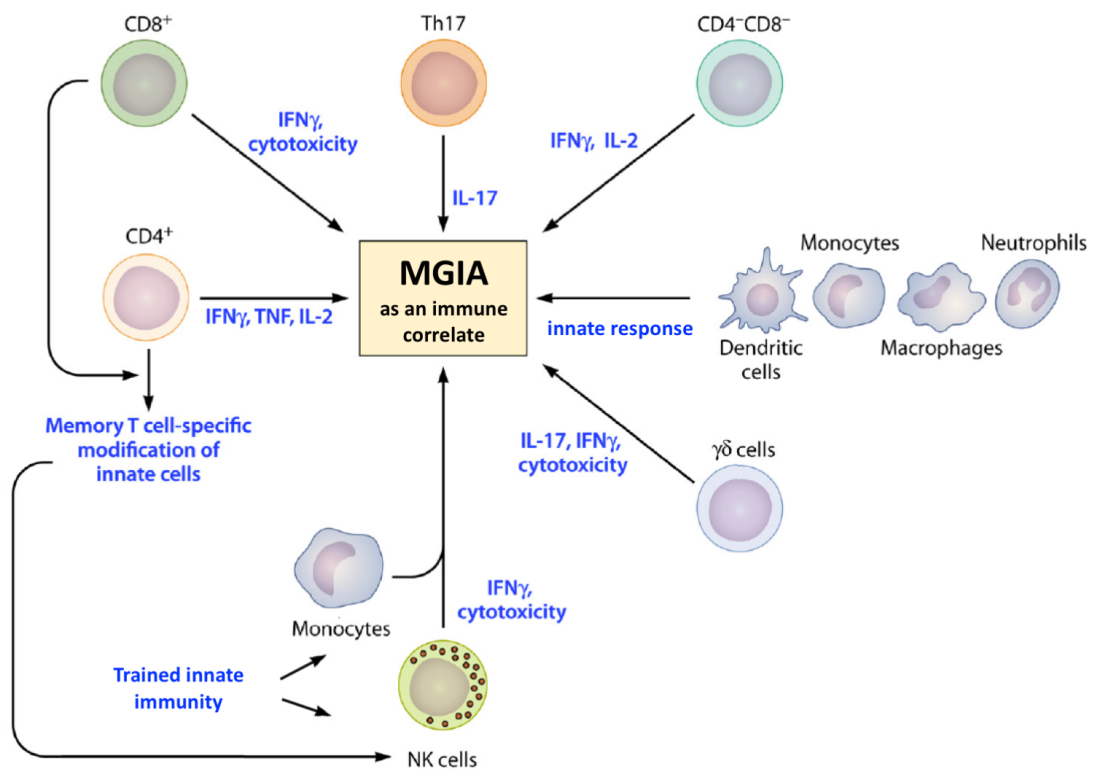 CD8⁺
Th17
CD4⁻CD8⁻
IFNγ,
cytotoxicity
IFNγ, IL-2
IL-17
CD4⁺
Monocytes
Neutrophils
MGIA
as an immune
correlate
IFNγ, TNF, IL-2
innate response
Dendritic
cells
Macrophages
Memory T cell-specific
modification of
innate cells
IL-17, IFNγ,
cytotoxicity
γδ cells
IFNγ,
cytotoxicity
Monocytes
Trained innate
immunity
NK cells